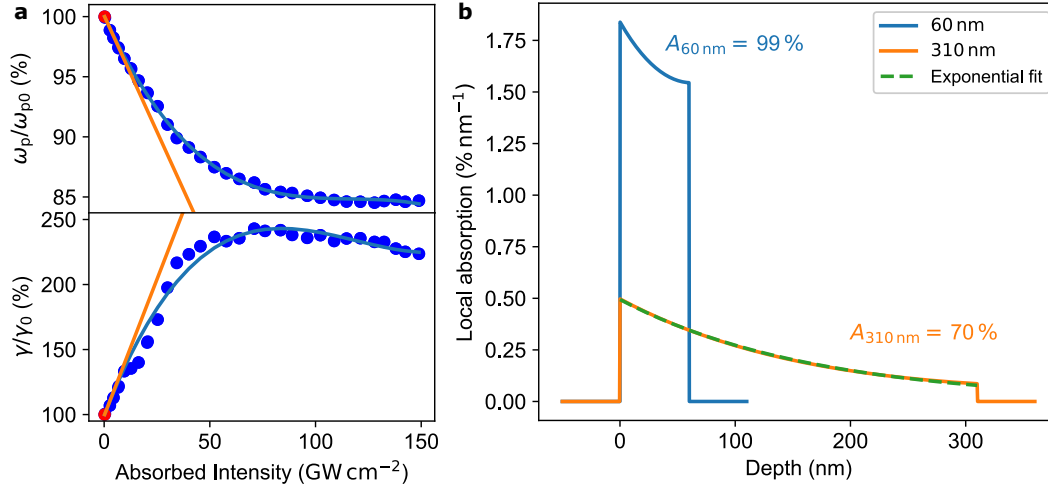 a
ωp/ωp0 (%)
100
95
90
85
γ/γ0 (%)
250
200
150
100
0
50
100
150
Absorbed Intensity (GW cm−2)
b
Local absorption (% nm−1)
1.75
1.50
1.25
1.00
0.75
0.50
0.25
0.00
A60 nm = 99 %
60 nm
310 nm
Exponential fit
A310 nm = 70 %
0
100
200
300
Depth (nm)